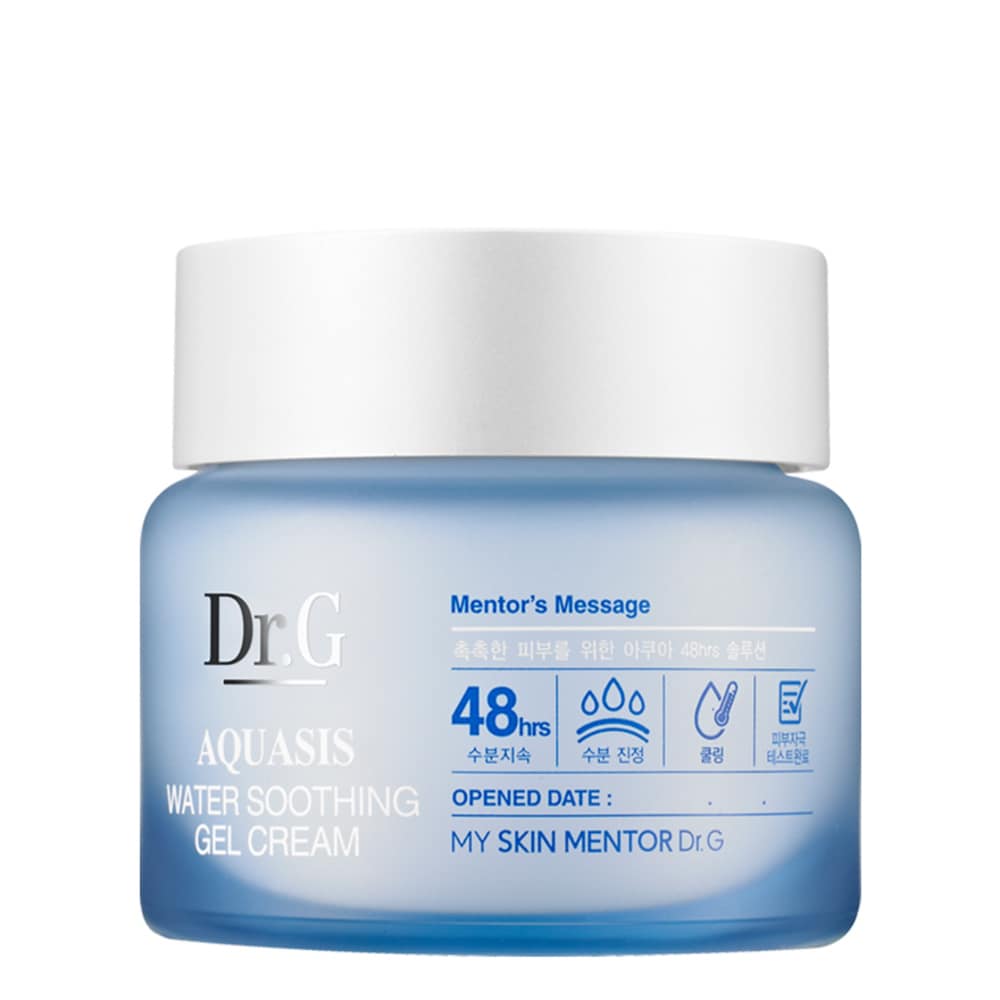 Dr.G
AQUASIS
WATER SOOTHING
GEL CREAM
Mentor's Message
촉촉한 피부를 위한 아쿠아 48hrs 솔루션
48hrs
수분지속
수분 진정
쿨링
피부자극
테스트완료
OPENED DATE : . .
MY SKIN MENTOR Dr.G